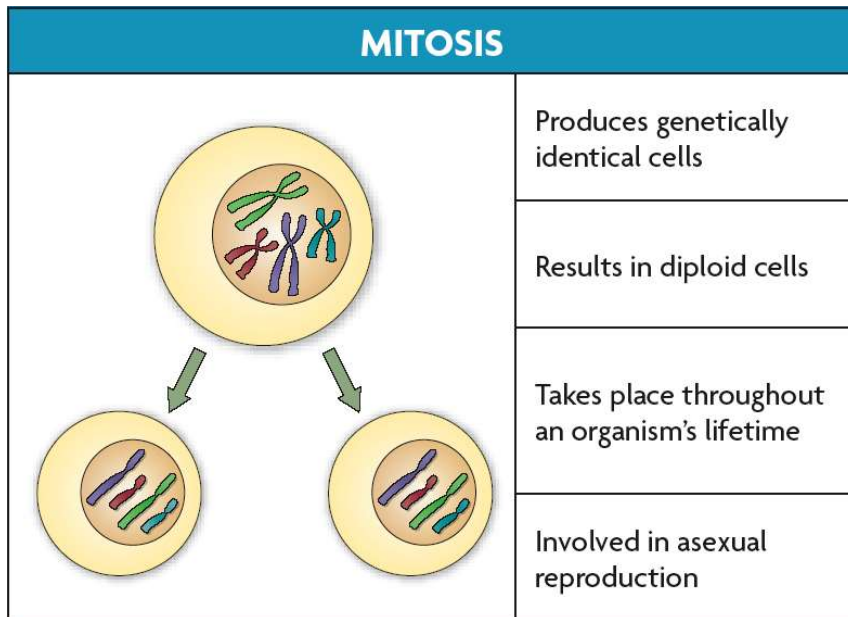 MITOSIS
Produces genetically
identical cells
Results in diploid cells
Takes place throughout
an organism’s lifetime
Involved in asexual
reproduction